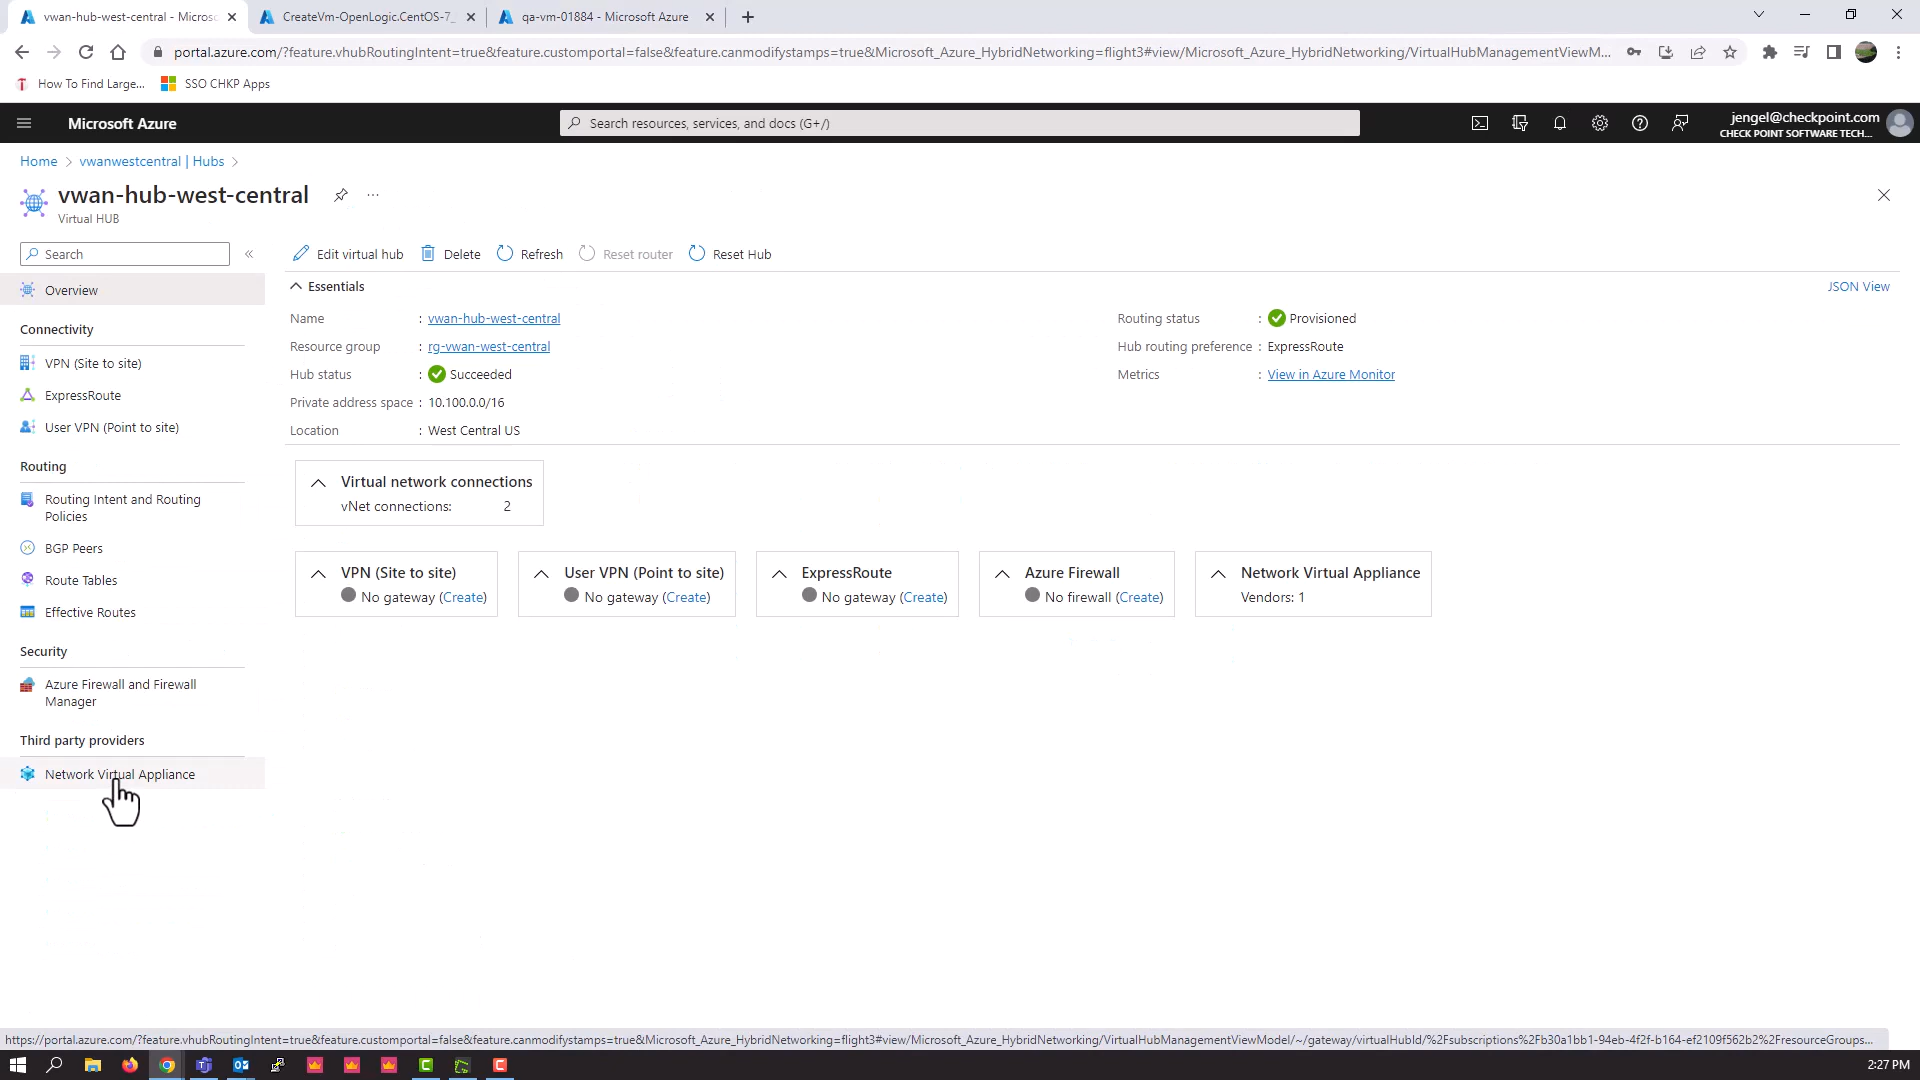 vwan-hub-west-central - Microso
CreateVm-OpenLogic.CentOS-7_
qa-vm-01884 - Microsoft Azure
portal.azure.com/?feature.vhubRoutingIntent=true&feature.customportal=false&feature.canmodifystamps=true&Microsoft_Azure_HybridNetworking=flight3#view/Microsoft_Azure_HybridNetworking/VirtualHubManagementViewM...
How To Find Large...
SSO CHKP Apps
Microsoft Azure
Search resources, services, and docs (G+/)
jengel@checkpoint.com
CHECK POINT SOFTWARE TECH...
Home > vwanwestcentral | Hubs >
vwan-hub-west-central
Virtual HUB
Search
Edit virtual hub
Delete
Refresh
Reset router
Reset Hub
Overview
Connectivity
VPN (Site to site)
ExpressRoute
User VPN (Point to site)
Routing
Routing Intent and Routing
Policies
BGP Peers
Route Tables
Effective Routes
Security
Azure Firewall and Firewall
Manager
Third party providers
Network Virtual Appliance
Essentials
JSON View
Name : vwan-hub-west-central
Resource group : rg-vwan-west-central
Hub status : Succeeded
Private address space : 10.100.0.0/16
Location : West Central US
Routing status : Provisioned
Hub routing preference : ExpressRoute
Metrics : View in Azure Monitor
Virtual network connections
vNet connections: 2
VPN (Site to site)
No gateway (Create)
User VPN (Point to site)
No gateway (Create)
ExpressRoute
No gateway (Create)
Azure Firewall
No firewall (Create)
Network Virtual Appliance
Vendors: 1
https://portal.azure.com/?feature.vhubRoutingIntent=true&feature.customportal=false&feature.canmodifystamps=true&Microsoft_Azure_HybridNetworking=flight3#view/Microsoft_Azure_HybridNetworking/VirtualHubManagementViewModel/~/gateway/virtualHubId/%2Fsubscriptions%2Fb30a1bb1-94eb-4f2f-b164-ef2109f562b2%2FresourceGroups...
2:27 PM